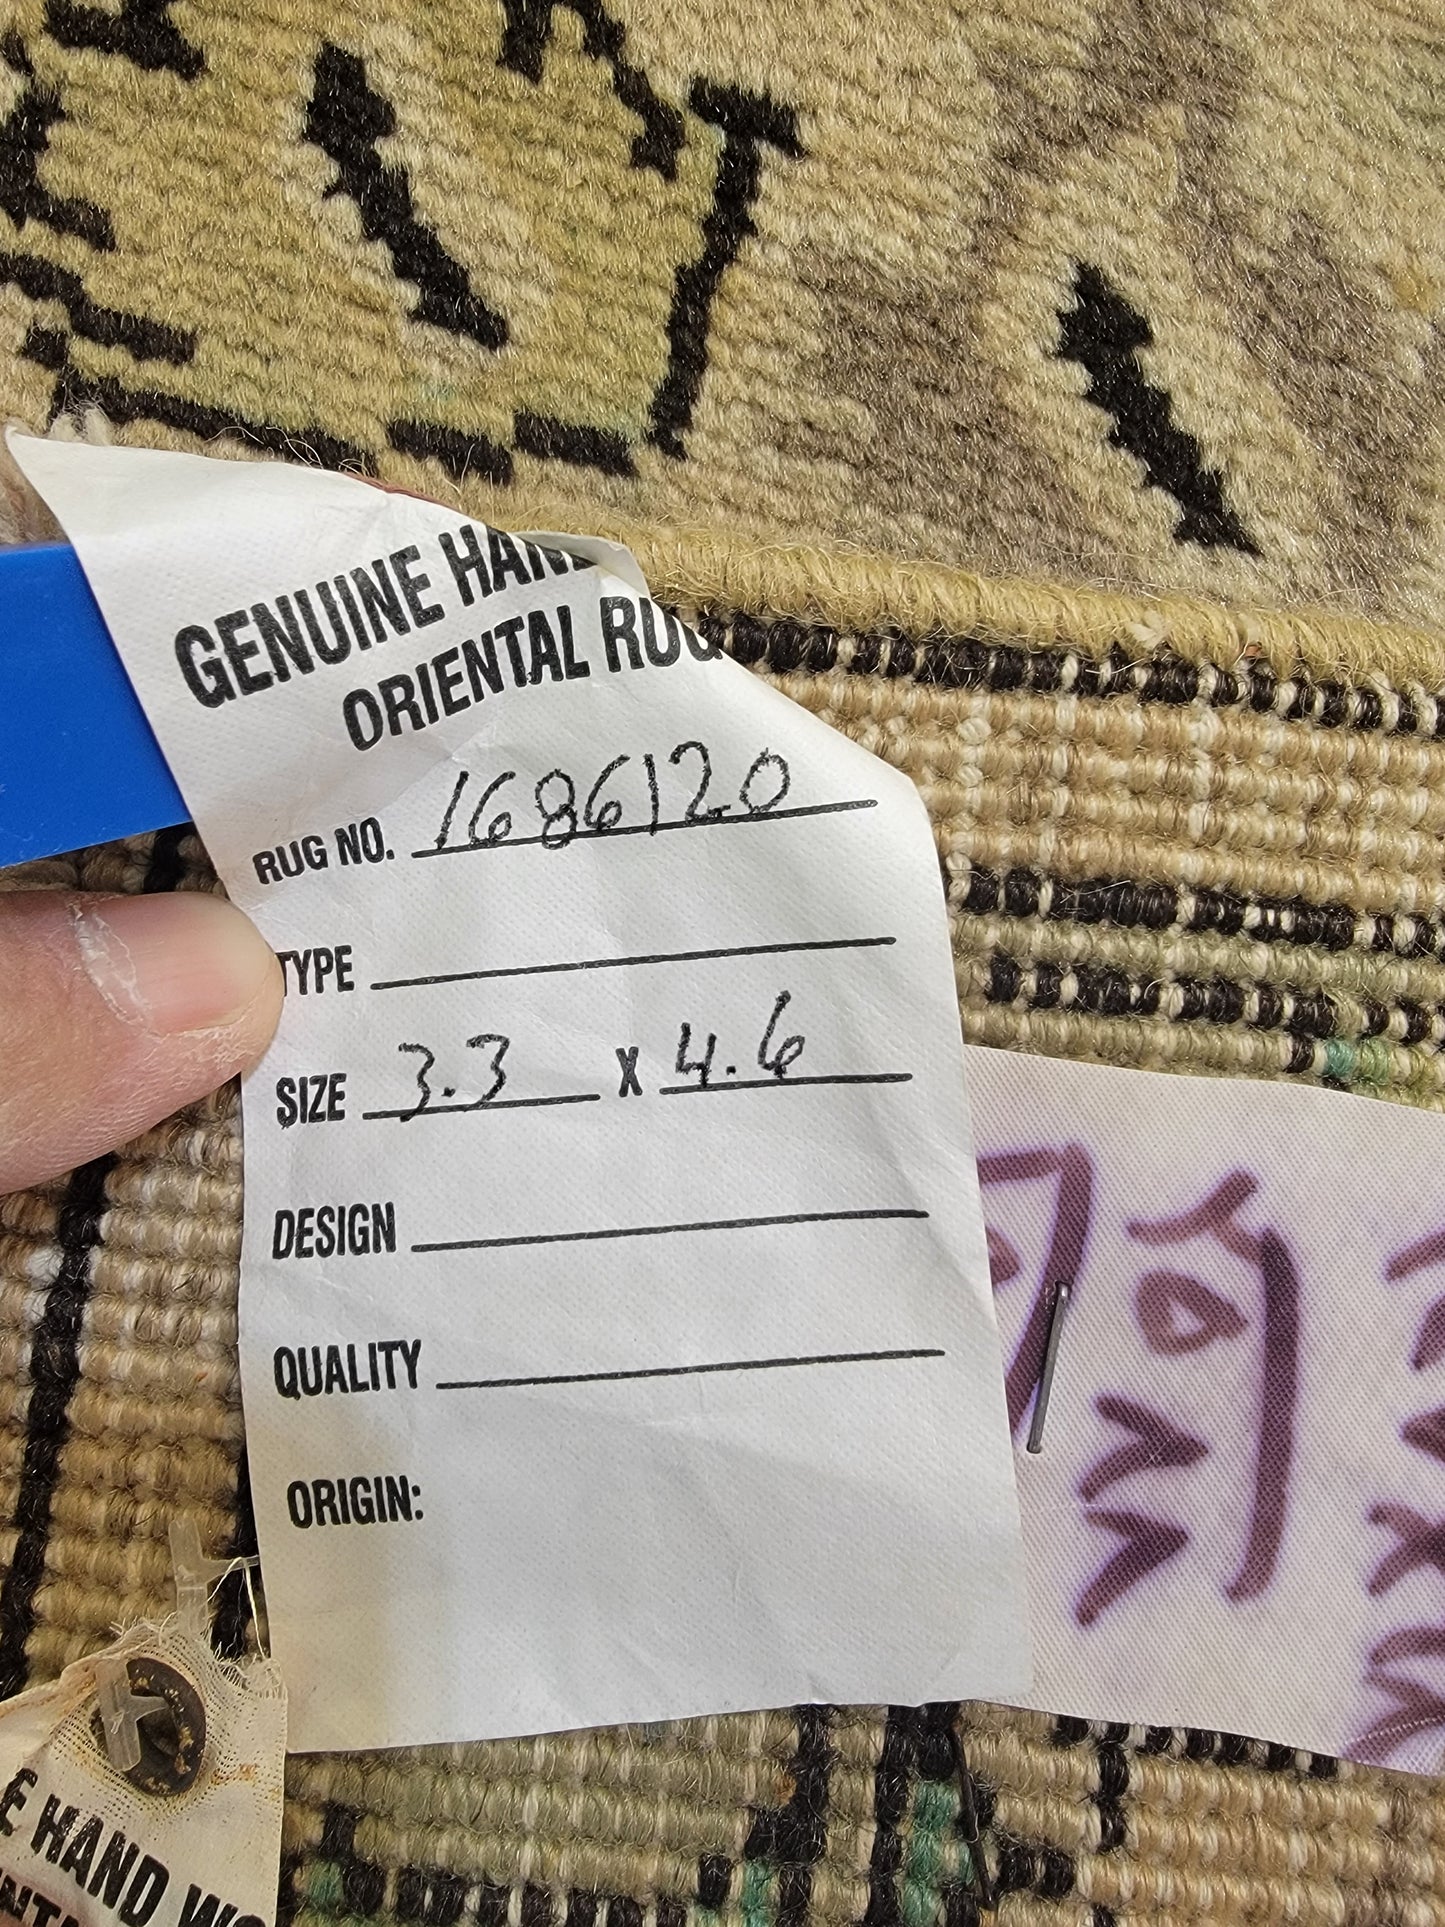 GENUINE HAN
ORIENTAL RUG
RUG NO. 1686120
TYPE
SIZE 3.3 X 4.6
DESIGN
QUALITY
ORIGIN:
E HAND WO